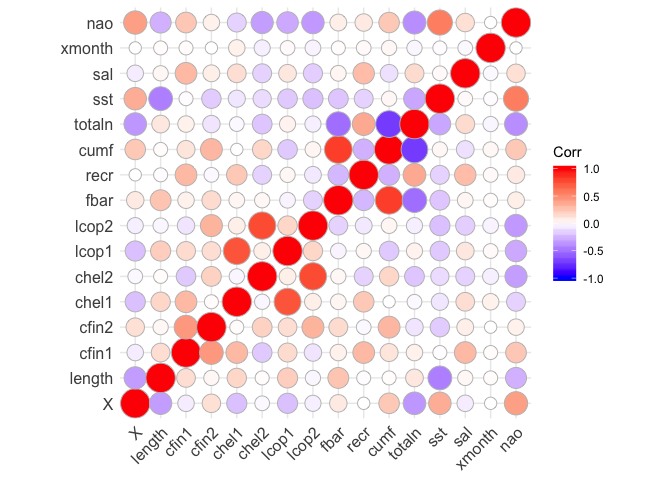 nao
xmonth
sal
sst
totaln
cumf
recr
fbar
lcop2
lcop1
chel2
chel1
cfin2
cfin1
length
X
X
length
cfin1
cfin2
chel1
chel2
lcop1
lcop2
fbar
recr
cumf
totaln
sst
sal
xmonth
nao
Corr
1.0
0.5
0.0
-0.5
-1.0